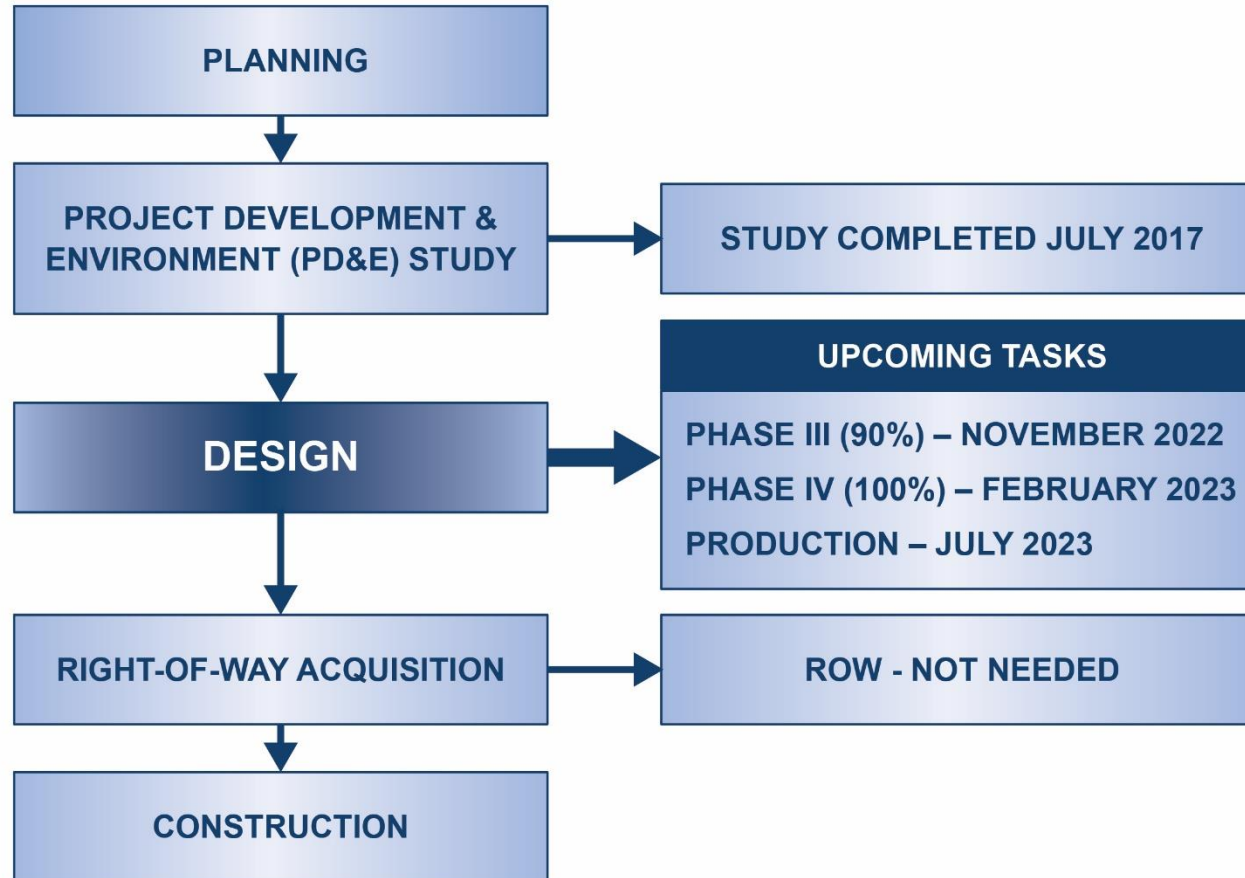 PLANNING
PROJECT DEVELOPMENT &
ENVIRONMENT (PD&E) STUDY
STUDY COMPLETED JULY 2017
DESIGN
UPCOMING TASKS
PHASE III (90%) – NOVEMBER 2022
PHASE IV (100%) – FEBRUARY 2023
PRODUCTION – JULY 2023
RIGHT-OF-WAY ACQUISITION
ROW - NOT NEEDED
CONSTRUCTION